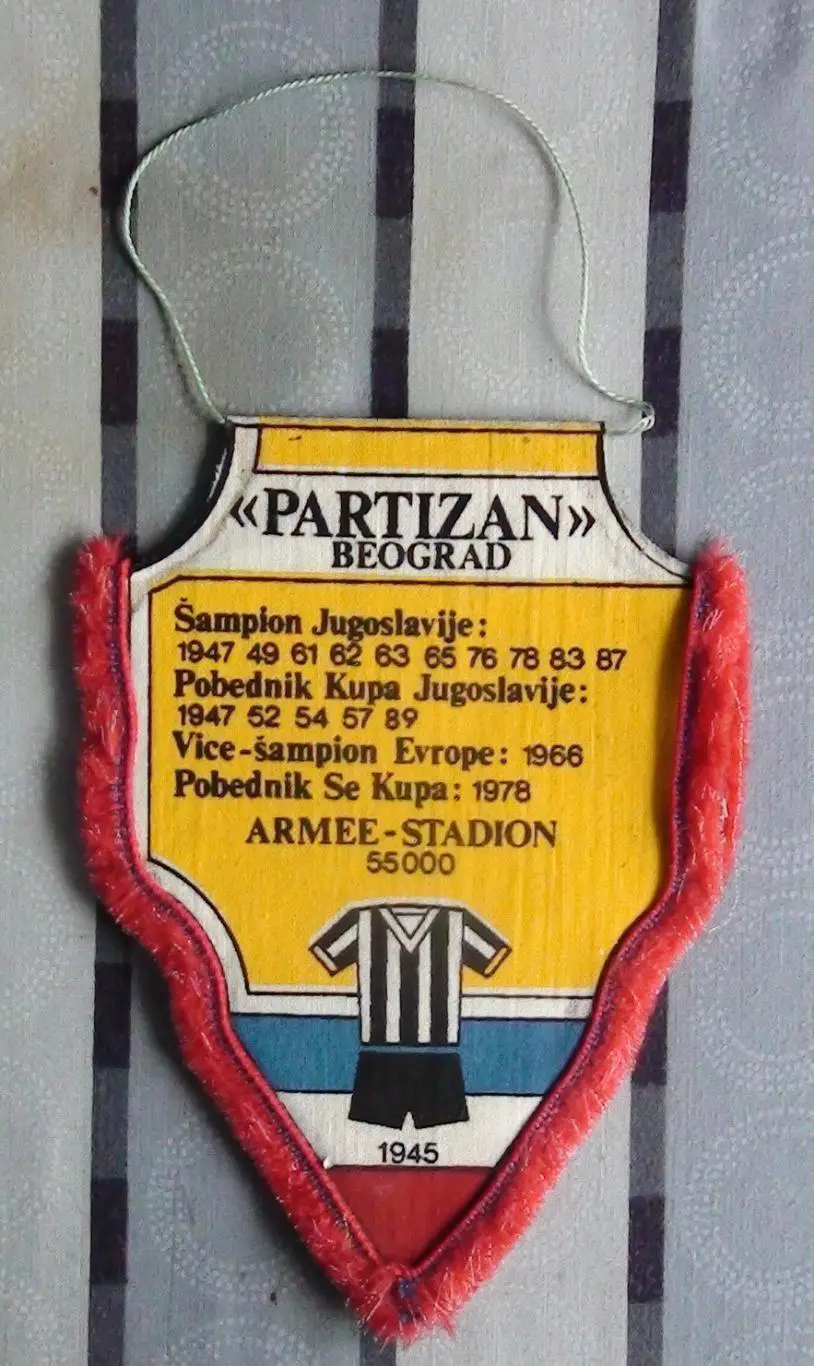 «PARTIZAN»
BEOGRAD
Šampion Jugoslavije:
1947 49 61 62 63 65 76 78 83 87
Pobednik Kupa Jugoslavije:
1947 52 54 57 89
Vice-šampion Evrope: 1966
Pobednik Se Kupa: 1978
ARMEE-STADION
55000
1945